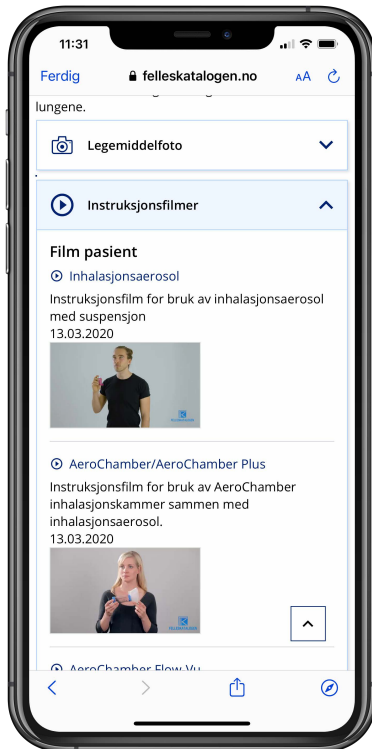 11:31
Ferdig
felleskatalogen.no
AA
lungene.
Legemiddelfoto
Instruksjonsfilmer
Film pasient
Inhalasjonsaerosol
Instruksjonsfilm for bruk av inhalasjonsaerosol
med suspensjon
13.03.2020
AeroChamber/AeroChamber Plus
Instruksjonsfilm for bruk av AeroChamber
inhalasjonskammer sammen med
inhalasjonsaerosol.
13.03.2020
AeroChamber Flow-Vu